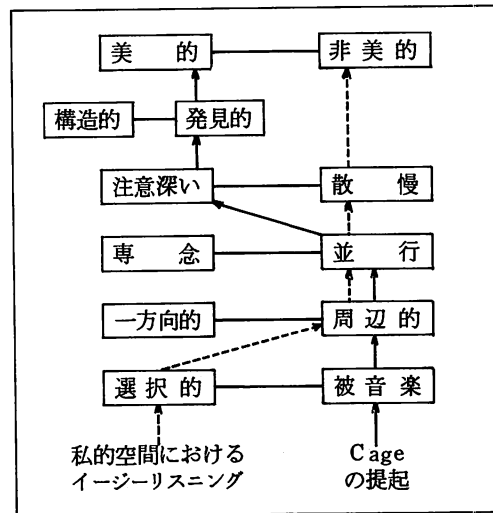 美的 非美的
構造的 発見的
注意深い 散慢
専念 並行
一方向的 周辺的
選択的 被音楽
私的空間における
イージーリスニング
Cage
の提起